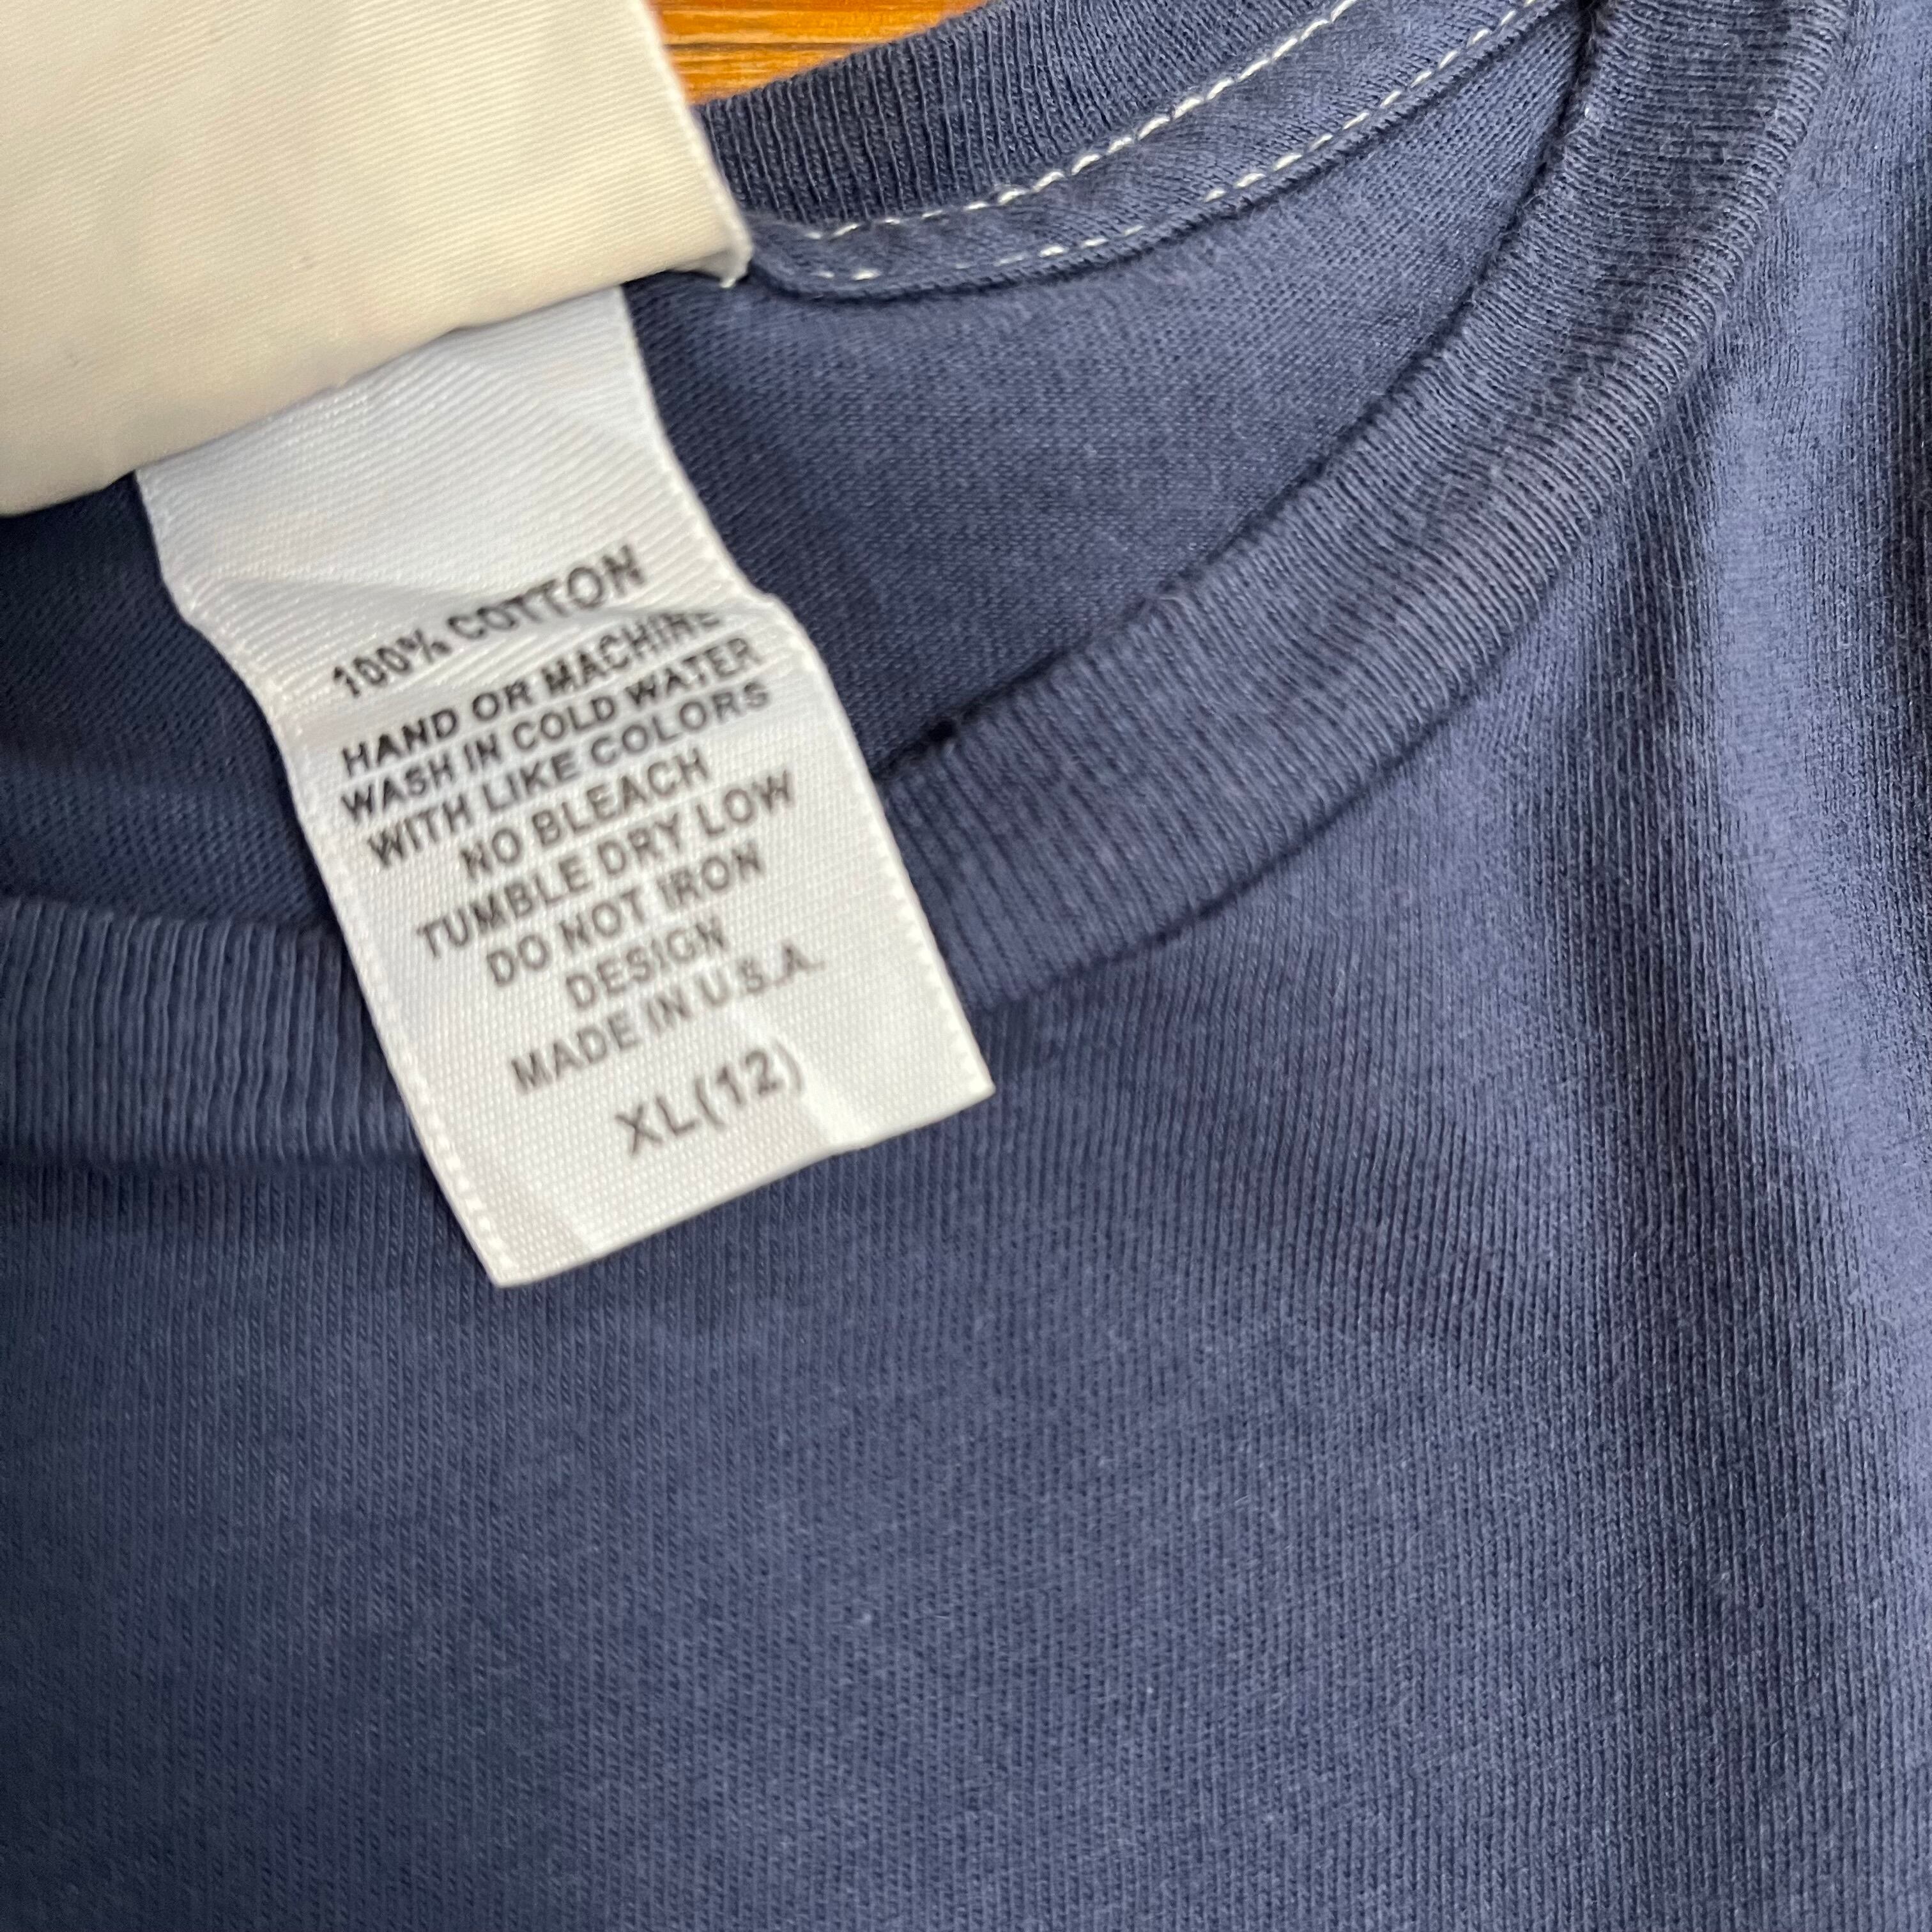 100% COTTON
HAND OR MACHINE
WASH IN COLD WATER
WITH LIKE COLORS
NO BLEACH
TUMBLE DRY LOW
DO NOT IRON
DESIGN
MADE IN U.S.A.
XL(12)